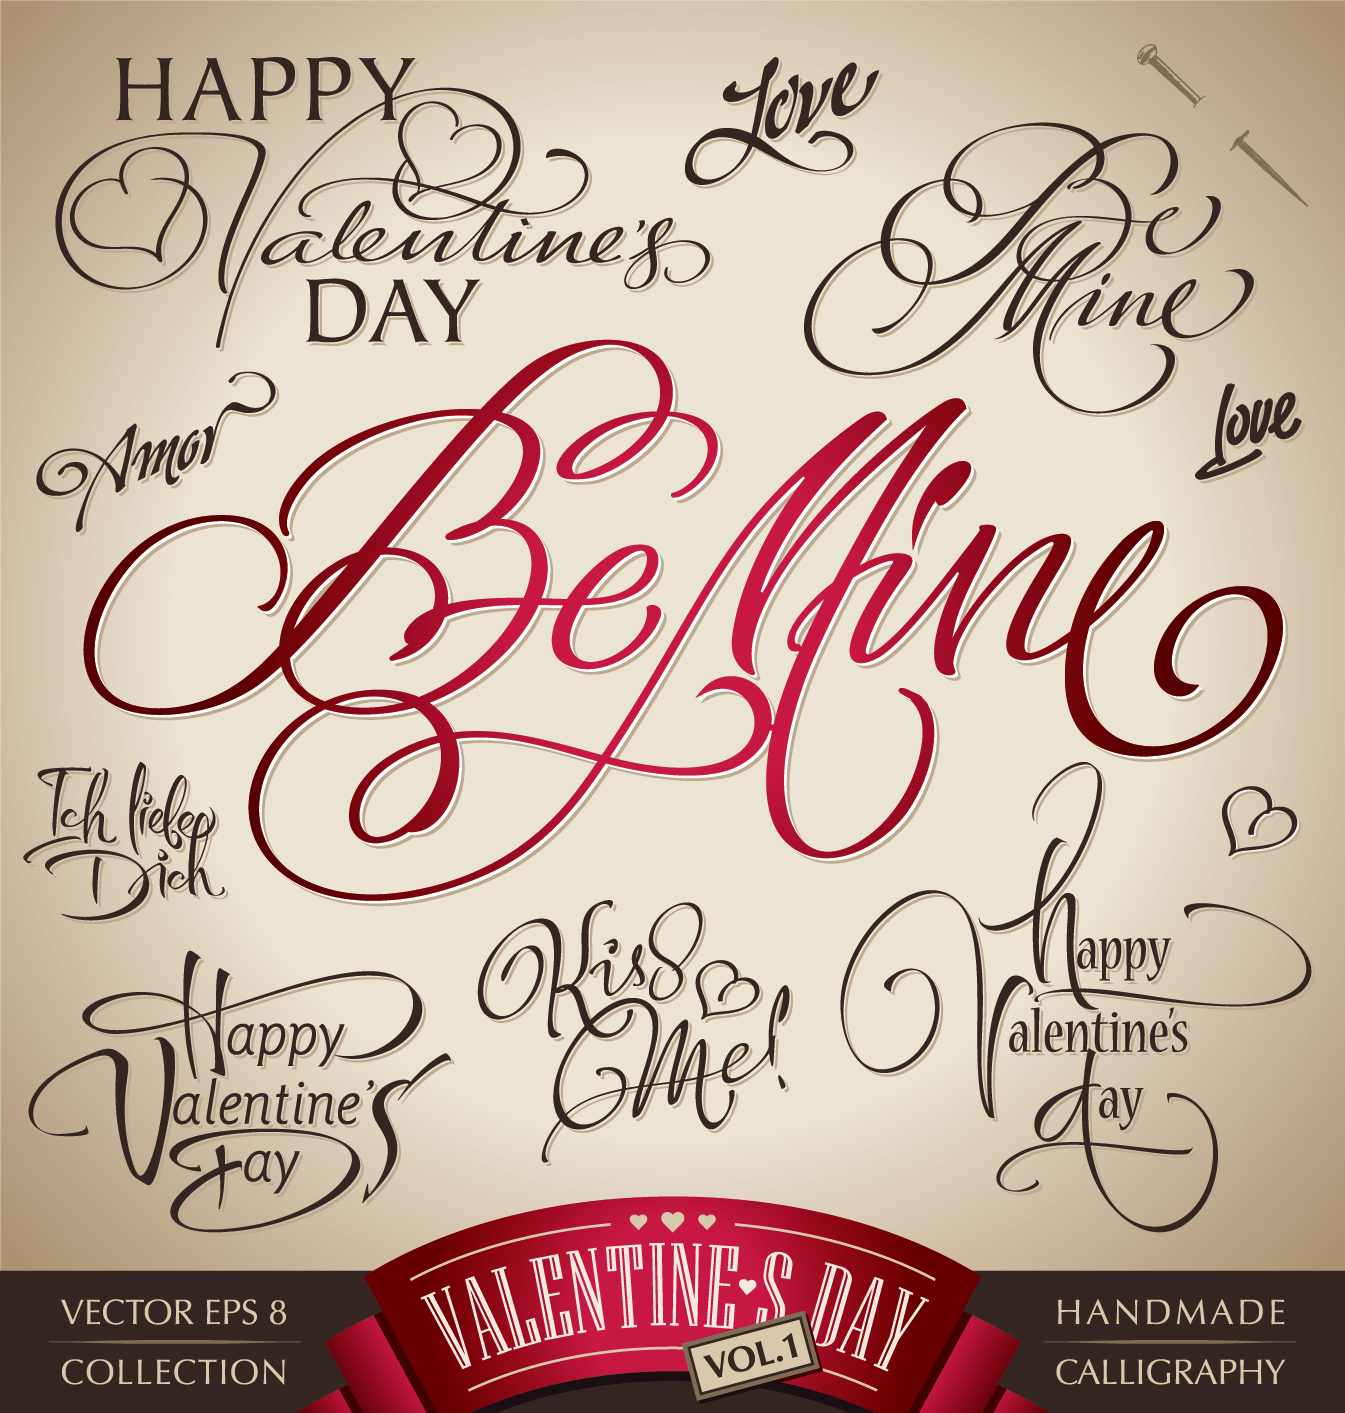 HAPPY
Valentine's
DAY
Love
Be
Mine
Amor
Love
Be Mine
Ich liebe
Dich
Happy
Valentine's
Day
Kiss
Me!
happy
Valentine's
day
VALENTINE'S DAY
VOL.1
VECTOR EPS 8
COLLECTION
HANDMADE
CALLIGRAPHY